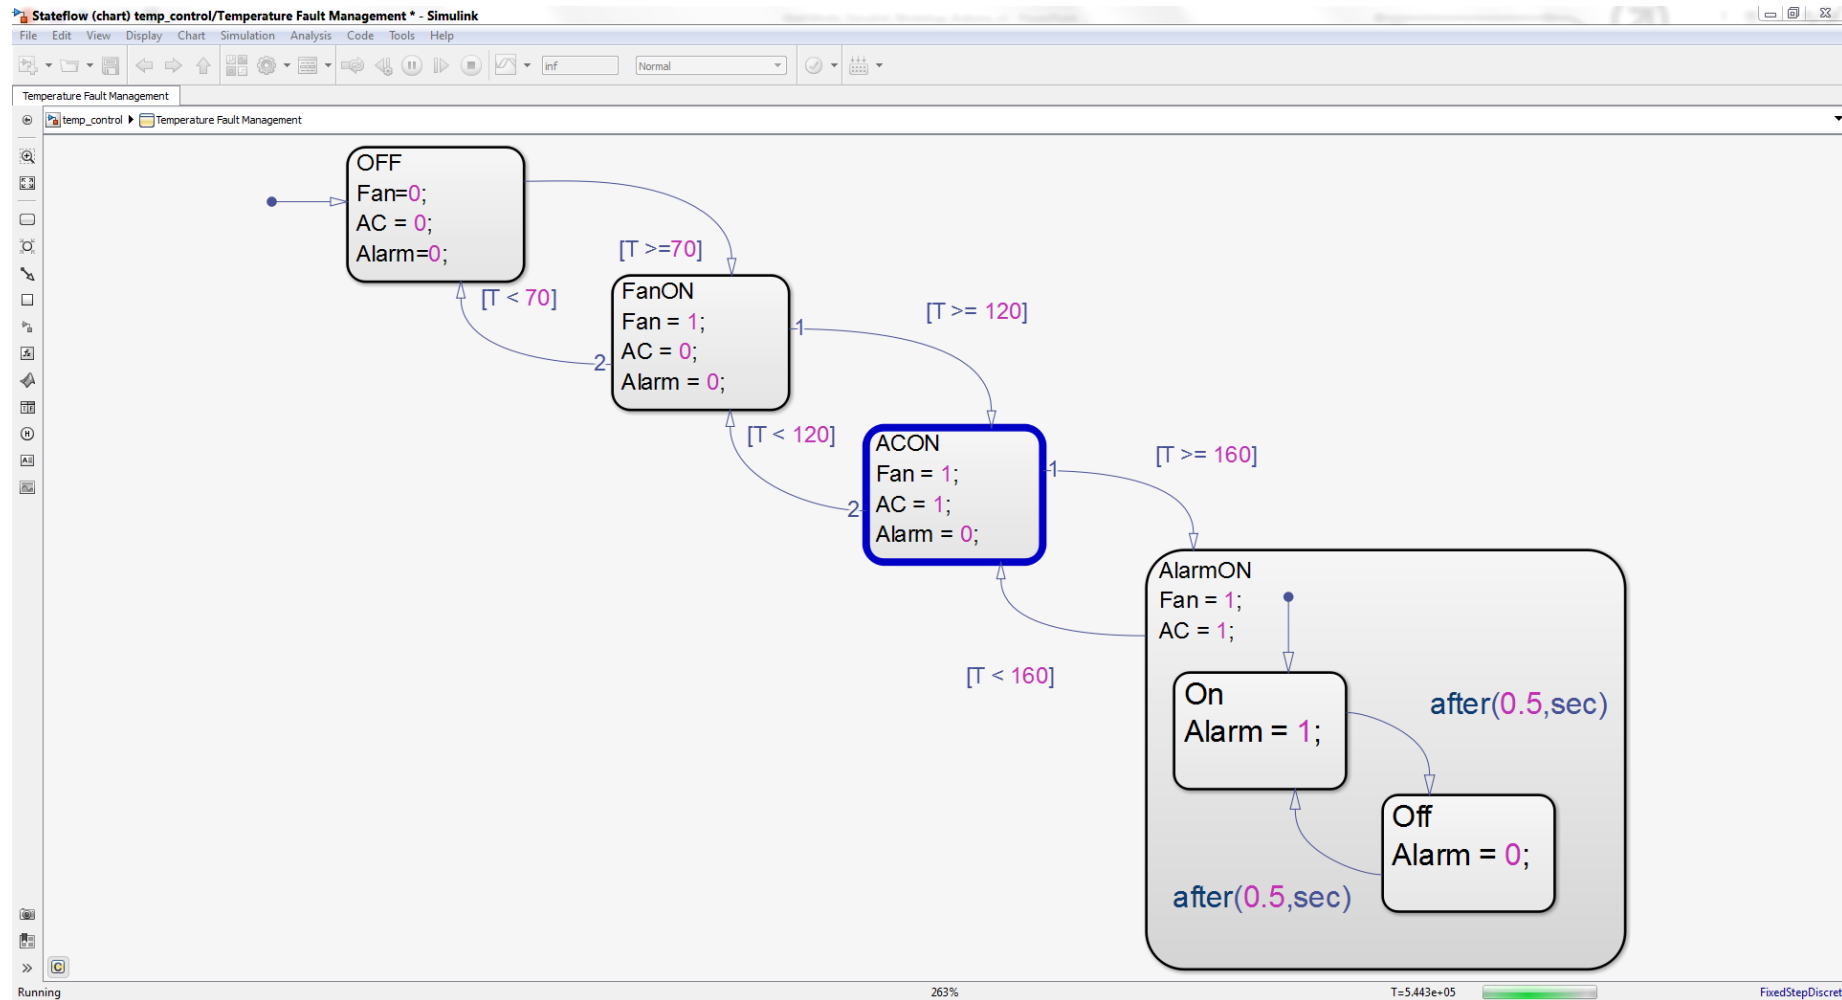 Stateflow (chart) temp_control/Temperature Fault Management * - Simulink
File Edit View Display Chart Simulation Analysis Code Tools Help
inf Normal
Temperature Fault Management
temp_control Temperature Fault Management
OFF
Fan=0;
AC = 0;
Alarm=0;
[T >=70]
[T < 70]
FanON
Fan = 1;
AC = 0;
Alarm = 0;
1
2
[T >= 120]
[T < 120]
ACON
Fan = 1;
AC = 1;
Alarm = 0;
1
2
[T >= 160]
[T < 160]
AlarmON
Fan = 1;
AC = 1;
On
Alarm = 1;
after(0.5,sec)
Off
Alarm = 0;
after(0.5,sec)
Running 263% T=5.443e+05 FixedStepDiscret